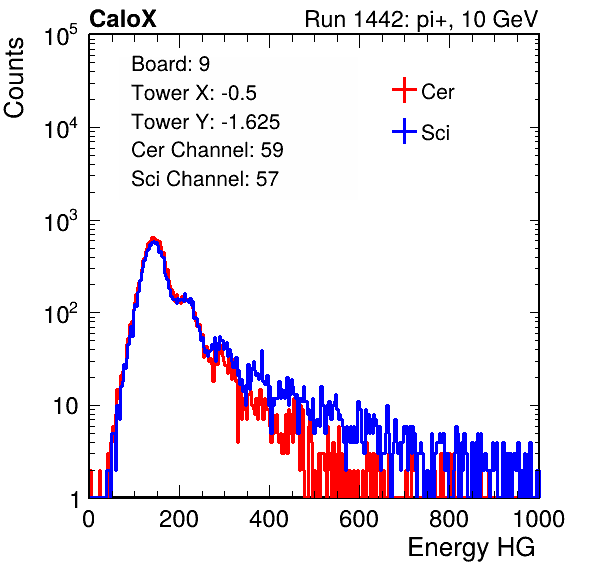 CaloX Run 1442: pi+, 10 GeV
Counts
Board: 9
Tower X: -0.5
Tower Y: -1.625
Cer Channel: 59
Sci Channel: 57
Cer
Sci
10^5
10^4
10^3
10^2
10
1
0 200 400 600 800 1000
Energy HG